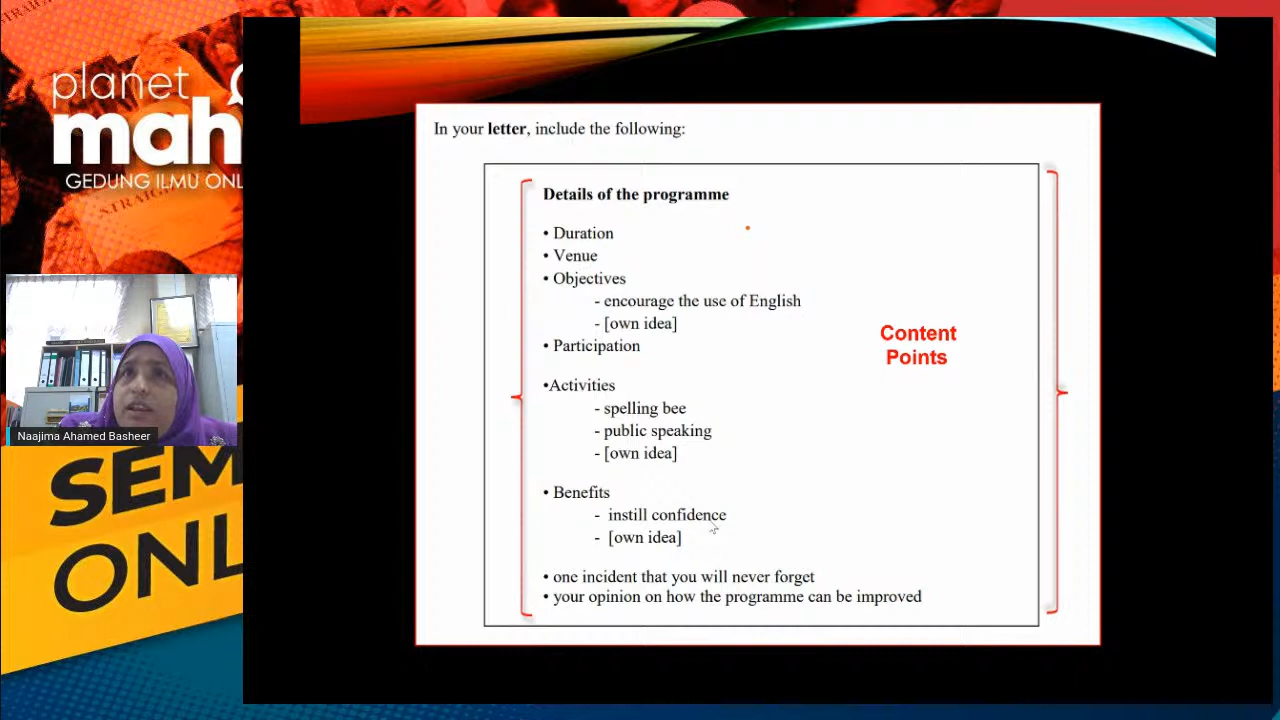 planet
mah
GEDUNG ILMU ONL
STRAIG
In your letter, include the following:
Details of the programme
• Duration
• Venue
• Objectives
- encourage the use of English
- [own idea]
• Participation
•Activities
- spelling bee
- public speaking
- [own idea]
• Benefits
- instill confidence
- [own idea]
• one incident that you will never forget
• your opinion on how the programme can be improved
Content
Points
Naajima Ahamed Basheer
SEM
ONL